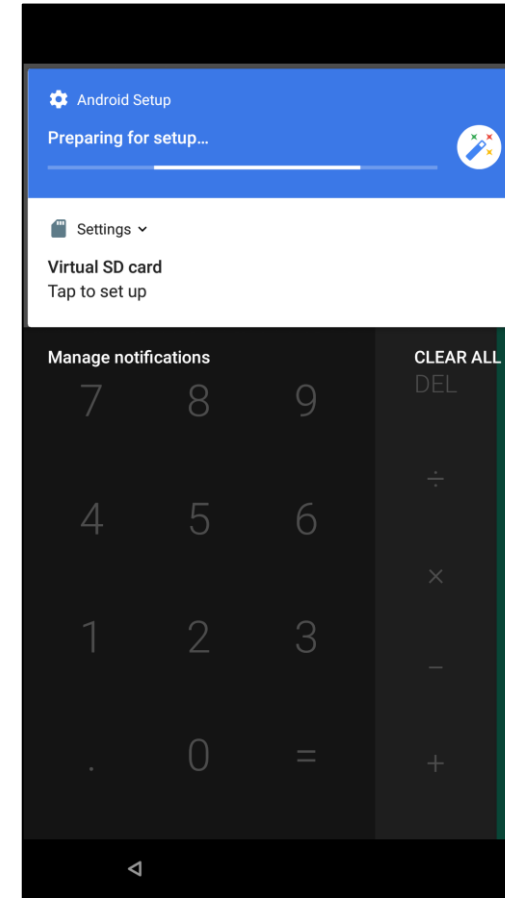 Android Setup
Preparing for setup...
Settings
Virtual SD card
Tap to set up
Manage notifications CLEAR ALL
7 8 9 DEL
÷
4 5 6
×
1 2 3
−
. 0 = +